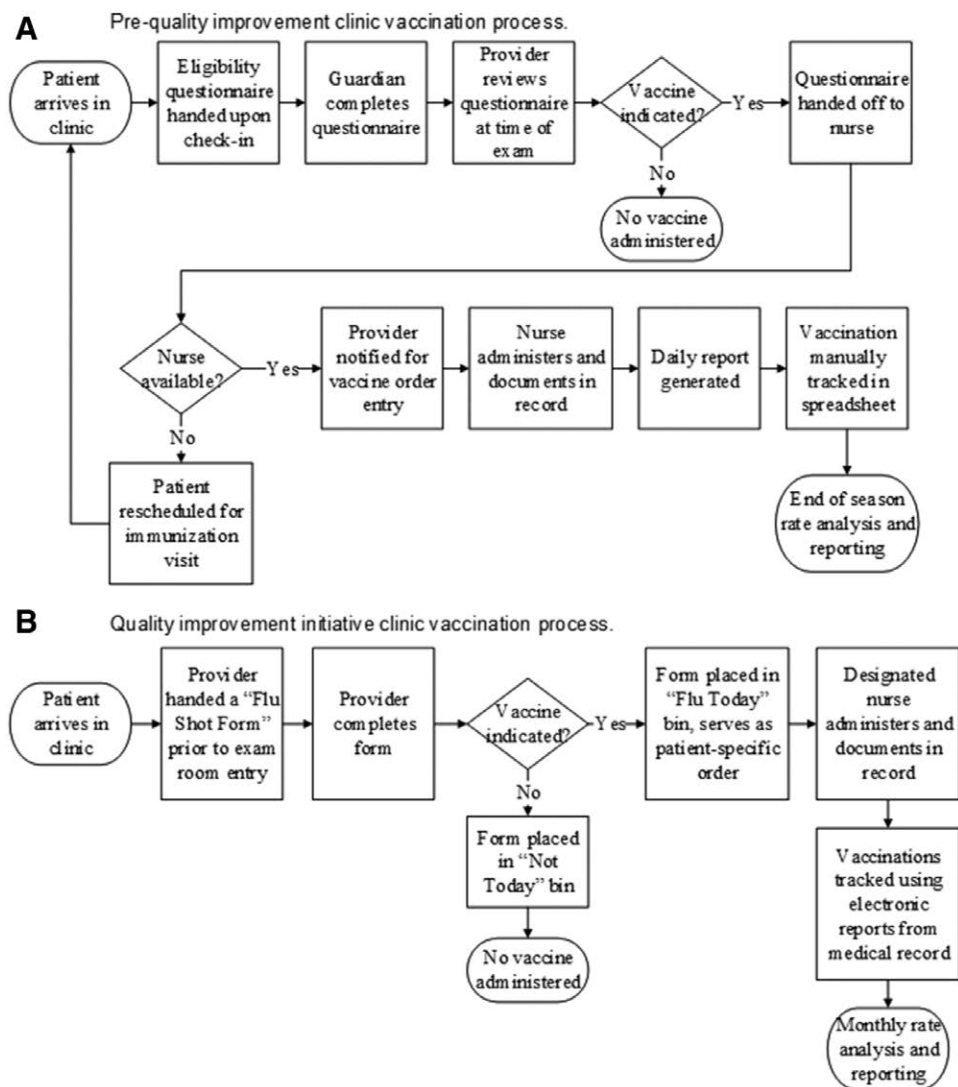 A
Pre-quality improvement clinic vaccination process.
Patient
arrives in
clinic
Eligibility
questionnaire
handed upon
check-in
Guardian
completes
questionnaire
Provider
reviews
questionnaire
at time of
exam
Vaccine
indicated?
Yes
No
No vaccine
administered
Questionnaire
handed off to
nurse
Nurse
available?
Yes
No
Patient
rescheduled for
immunization
visit
Provider
notified for
vaccine order
entry
Nurse
administers and
documents in
record
Daily report
generated
Vaccination
manually
tracked in
spreadsheet
End of season
rate analysis and
reporting
B
Quality improvement initiative clinic vaccination process.
Patient
arrives in
clinic
Provider
handed a “Flu
Shot Form”
prior to exam
room entry
Provider
completes
form
Vaccine
indicated?
Yes
No
Form placed
in “Not
Today” bin
No vaccine
administered
Form placed in
“Flu Today”
bin, serves as
patient-specific
order
Designated
nurse
administers and
documents in
record
Vaccinations
tracked using
electronic
reports from
medical record
Monthly rate
analysis and
reporting